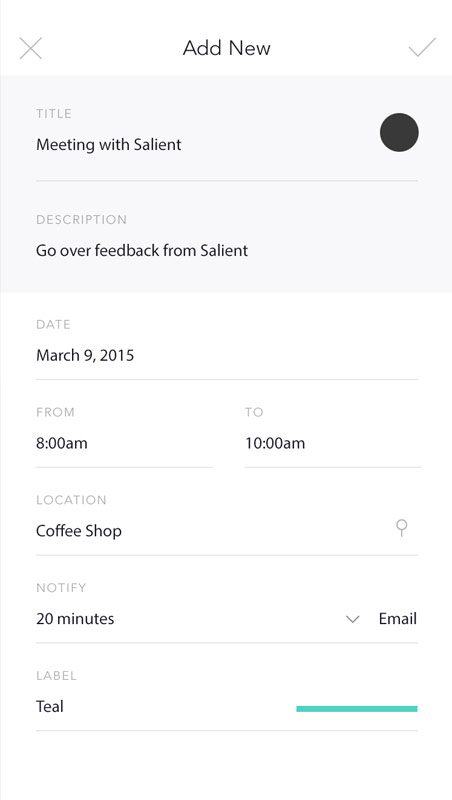 Add New
TITLE
Meeting with Salient
DESCRIPTION
Go over feedback from Salient
DATE
March 9, 2015
FROM TO
8:00am 10:00am
LOCATION
Coffee Shop
NOTIFY
20 minutes Email
LABEL
Teal